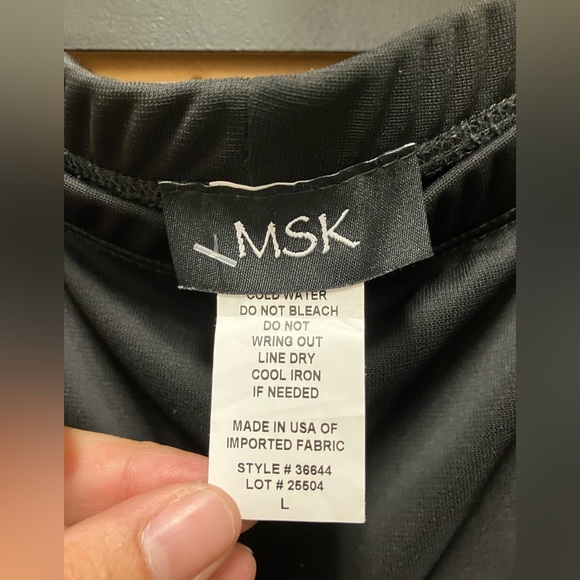 MSK
COLD WATER
DO NOT BLEACH
DO NOT
WRING OUT
LINE DRY
COOL IRON
IF NEEDED
MADE IN USA OF
IMPORTED FABRIC
STYLE # 36644
LOT # 25504
L